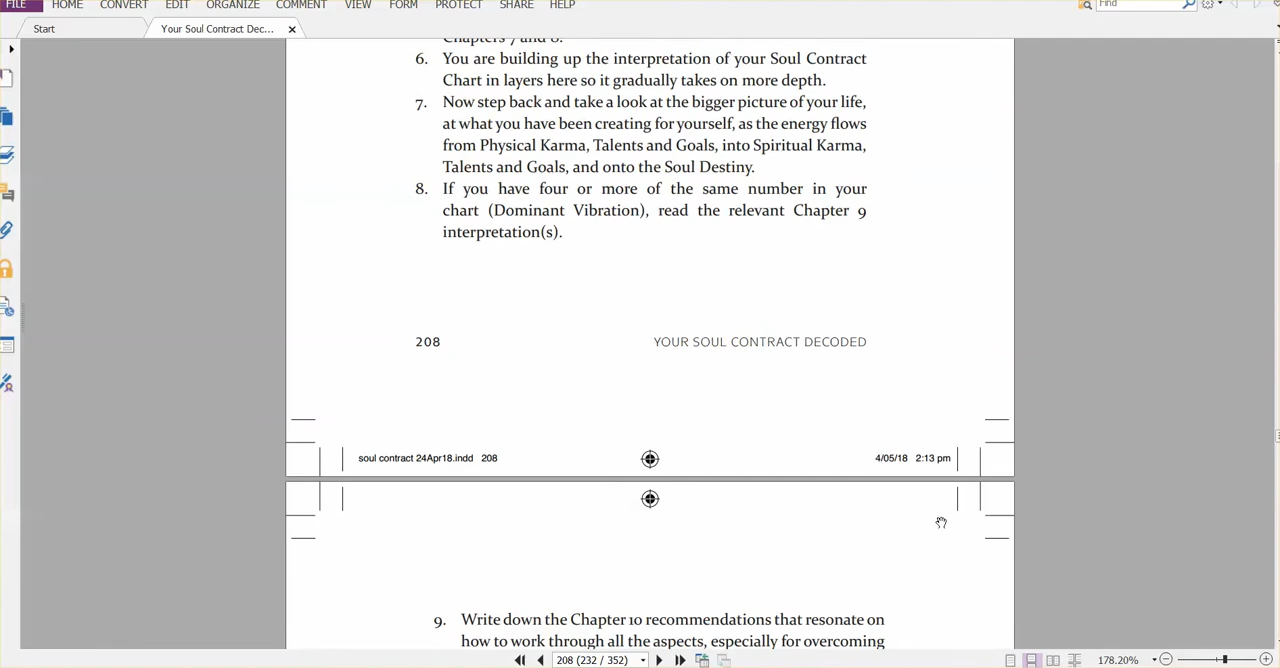 FILE HOME CONVERT EDIT ORGANIZE COMMENT VIEW FORM PROTECT SHARE HELP Find
Start Your Soul Contract Dec...
Chapters 7 and 8.
6. You are building up the interpretation of your Soul Contract
Chart in layers here so it gradually takes on more depth.
7. Now step back and take a look at the bigger picture of your life,
at what you have been creating for yourself, as the energy flows
from Physical Karma, Talents and Goals, into Spiritual Karma,
Talents and Goals, and onto the Soul Destiny.
8. If you have four or more of the same number in your
chart (Dominant Vibration), read the relevant Chapter 9
interpretation(s).
208 YOUR SOUL CONTRACT DECODED
soul contract 24Apr18.indd 208 4/05/18 2:13 pm
9. Write down the Chapter 10 recommendations that resonate on
how to work through all the aspects, especially for overcoming
208 (232 / 352) 178.20%